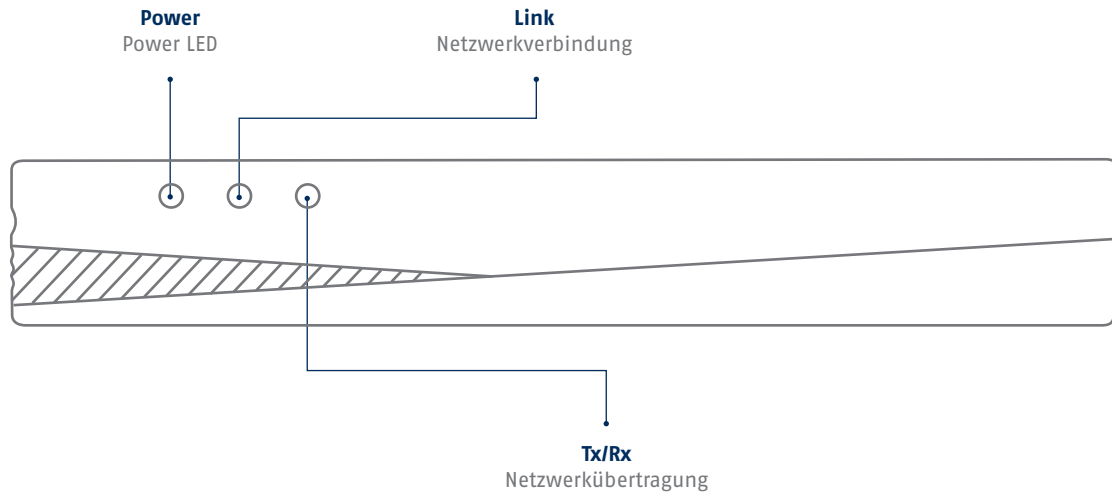 Power
Power LED
Link
Netzwerkverbindung
Tx/Rx
Netzwerkübertragung